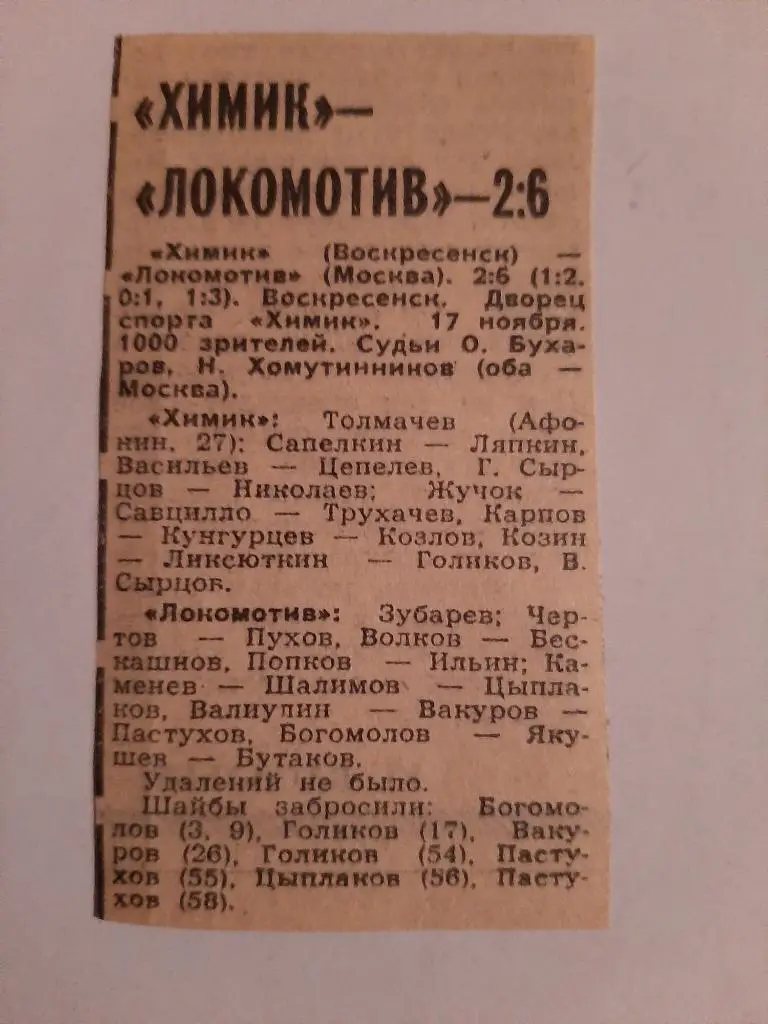 «ХИМИК»—
«ЛОКОМОТИВ»—2:6
«Химик» (Воскресенск) —
«Локомотив» (Москва). 2:6 (1:2,
0:1, 1:3). Воскресенск. Дворец
спорта «Химик». 17 ноября.
1000 зрителей. Судьи О. Буха-
ров, Н. Хомутинников (оба —
Москва).
«Химик»: Толмачев (Афо-
нин, 27); Сапелкин — Ляпкин,
Васильев — Цепелев, Г. Сыр-
цов — Николаев; Жучок —
Савцилло — Трухачев, Карпов
— Кунгурцев — Козлов, Козин
— Ликсюткин — Голиков, В.
Сырцов.
«Локомотив»: Зубарев; Чер-
тов — Пухов, Волков — Бес-
кашнов, Попков — Ильин; Ка-
менев — Шалимов — Цыпла-
ков, Валиулин — Вакуров —
Пастухов, Богомолов — Яку-
шев — Бутаков.
Удалений не было.
Шайбы забросили: Богомо-
лов (3, 9), Голиков (17), Ваку-
ров (26), Голиков (54), Пасту-
хов (55), Цыплаков (56), Пасту-
хов (58).